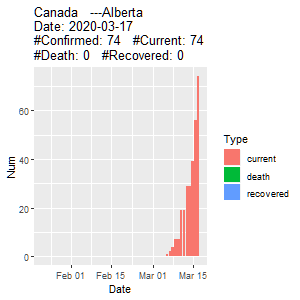 Canada   ---Alberta
Date: 2020-03-17
#Confirmed: 74   #Current: 74
#Death: 0   #Recovered: 0
Num
60
40
20
0
Feb 01
Feb 15
Mar 01
Mar 15
Date
Type
current
death
recovered